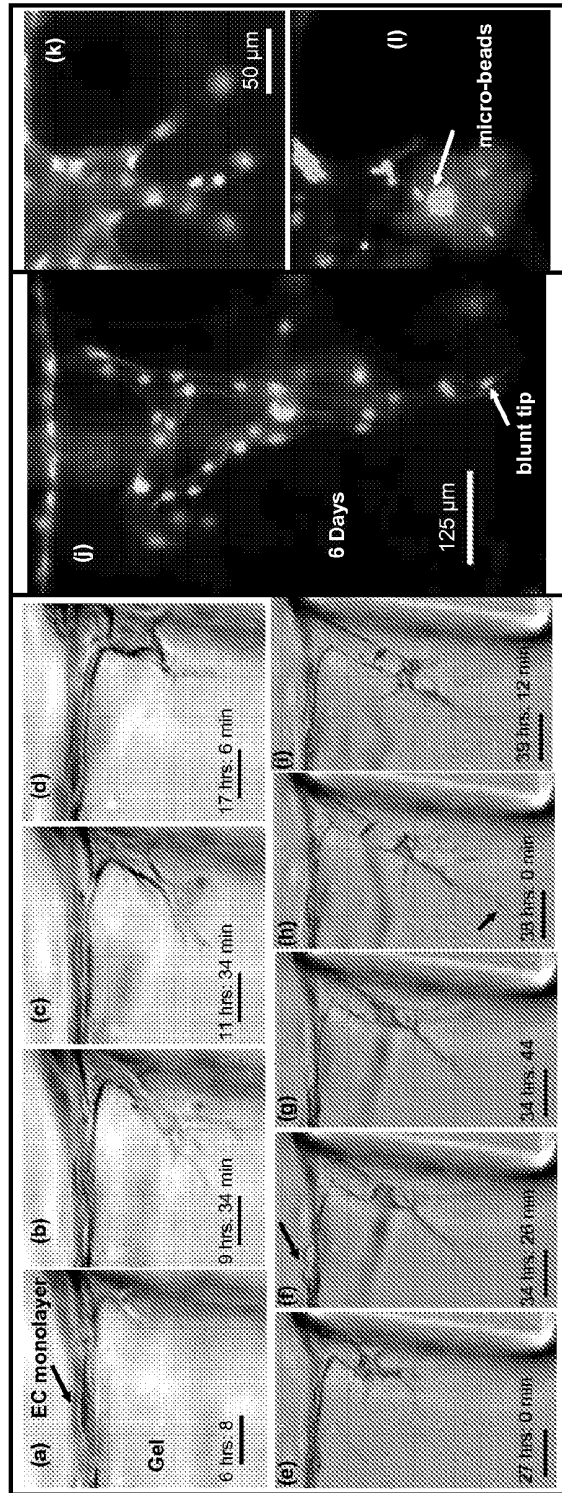 (a)
EC monolayer
Gel
6 hrs. 8
(b)
9 hrs. 34 min
(c)
11 hrs. 34 min
(d)
17 hrs. 6 min
(e)
27 hrs. 0 min
(f)
34 hrs. 26 min
(g)
34 hrs. 44
(h)
38 hrs. 0 min
(i)
39 hrs. 12 min
(j)
6 Days
125 μm
blunt tip
(k)
50 μm
(l)
micro-beads